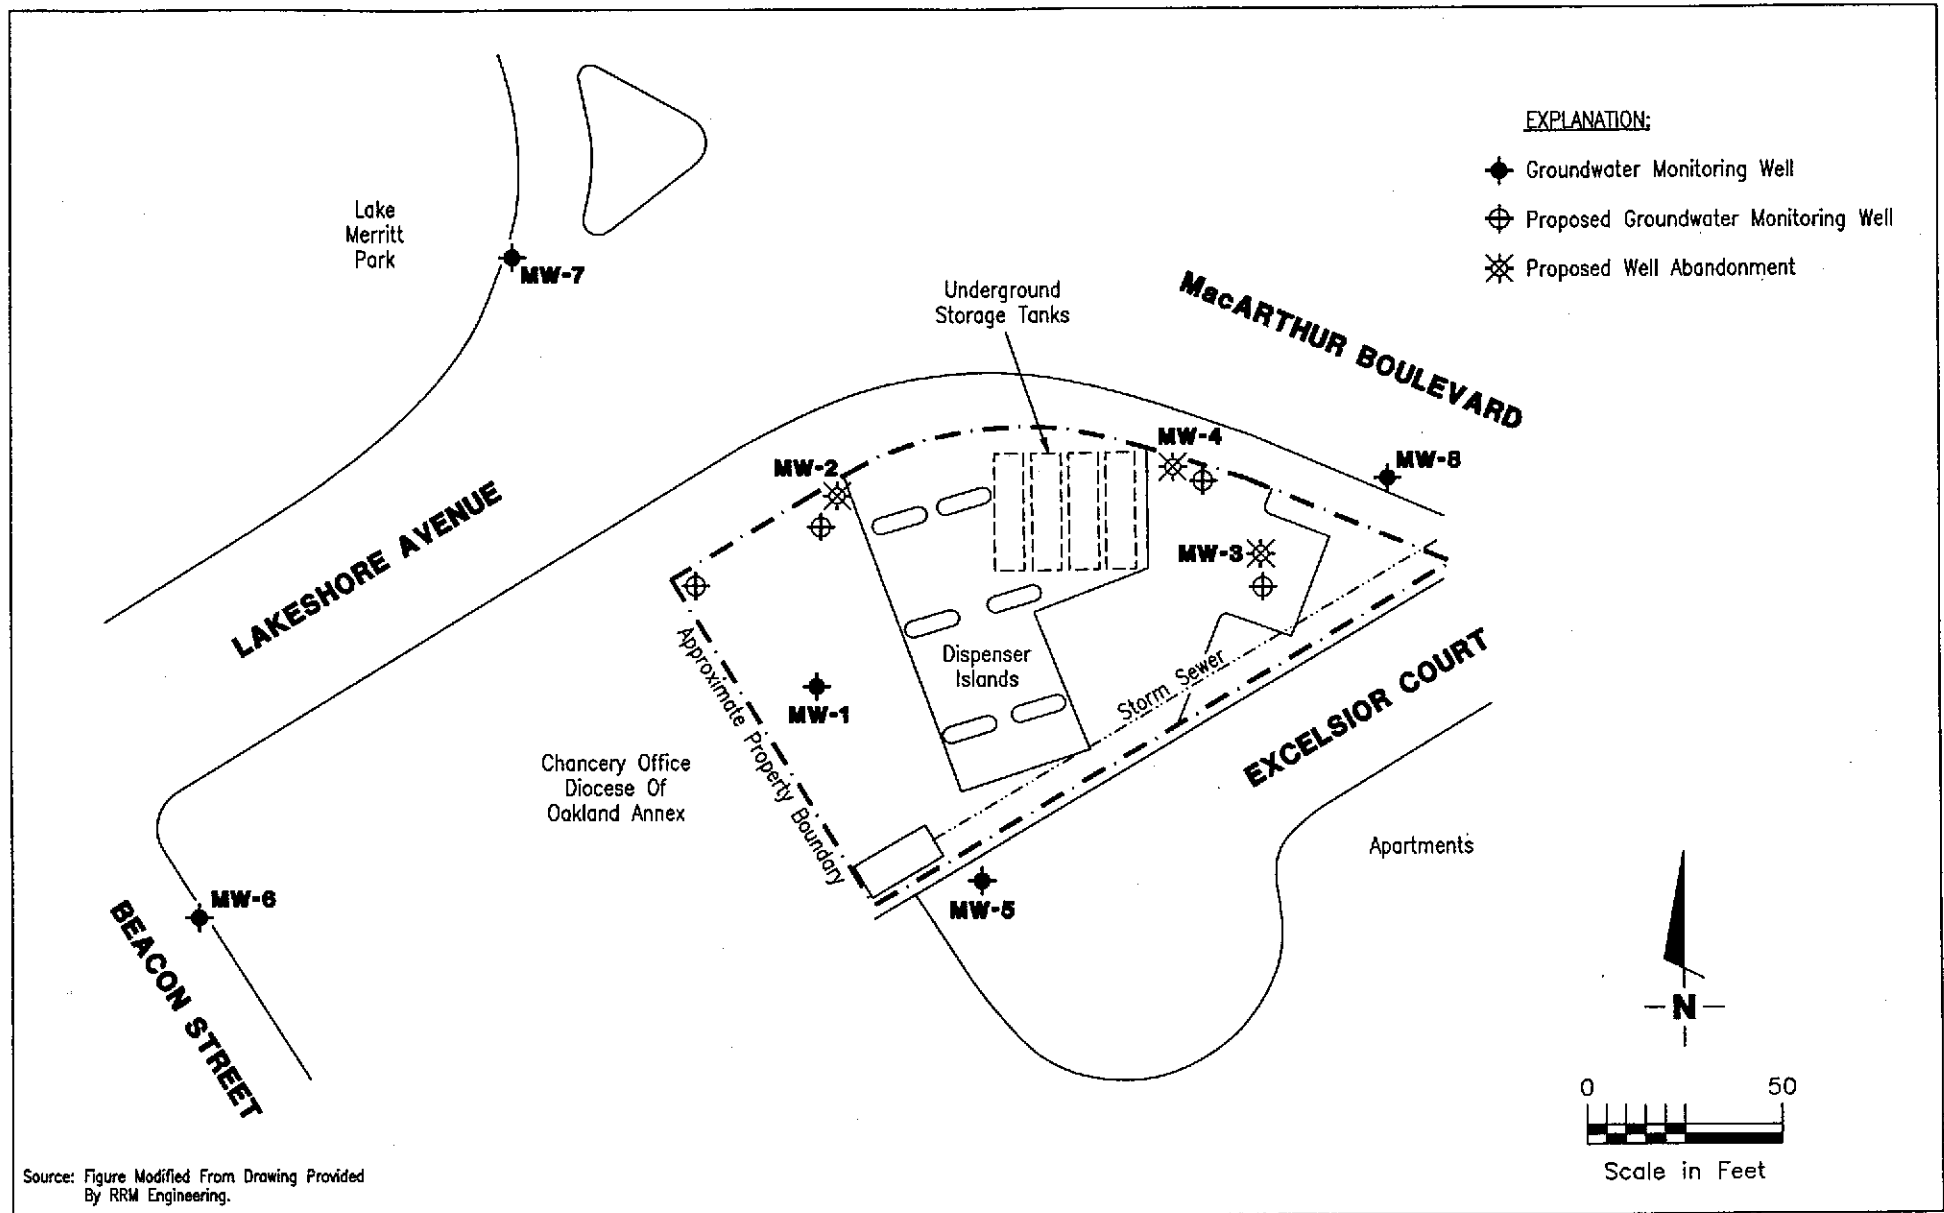 EXPLANATION:
Groundwater Monitoring Well
Proposed Groundwater Monitoring Well
Proposed Well Abandonment
Lake
Merritt
Park
MW-7
Underground
Storage Tanks
MacARTHUR BOULEVARD
MW-4
MW-8
MW-2
MW-3
LAKESHORE AVENUE
Approximate Property Boundary
Dispenser
Islands
Storm Sewer
EXCELSIOR COURT
MW-1
Chancery Office
Diocese Of
Oakland Annex
Apartments
MW-5
MW-6
BEACON STREET
N
0 50
Scale in Feet
Source: Figure Modified From Drawing Provided
By RRM Engineering.